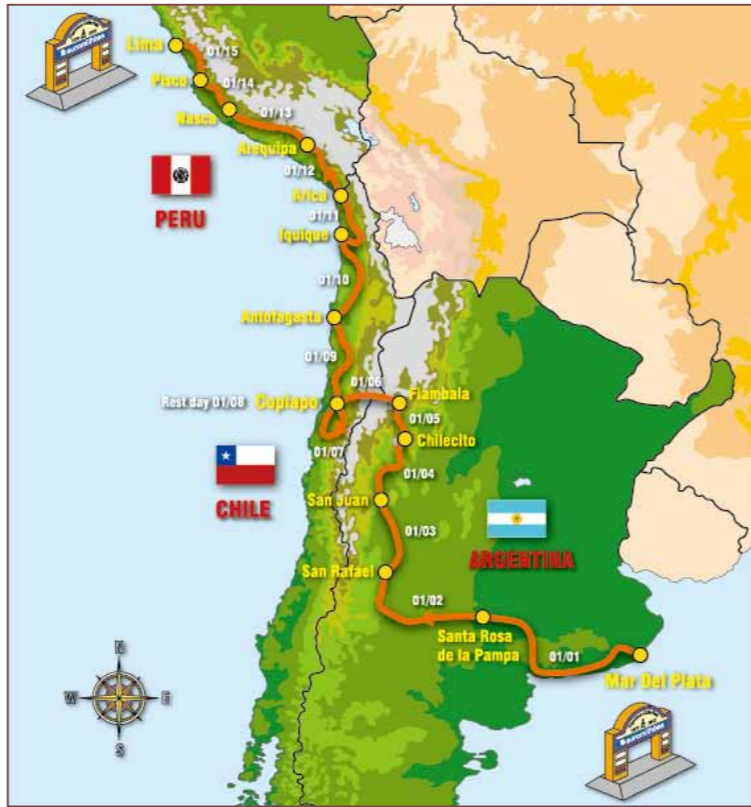 Lima
01/15
Pisco
01/14
Nasca
01/13
Arequipa
01/12
PERU
Arica
01/11
Iquique
01/10
Antofagasta
01/09
01/06
Rest day 01/08
Copiapo
Fiambala
01/05
Chilecito
01/07
01/04
CHILE
San Juan
01/03
ARGENTINA
San Rafael
01/02
Santa Rosa
de la Pampa
01/01
Mar Del Plata
N
W
E
S